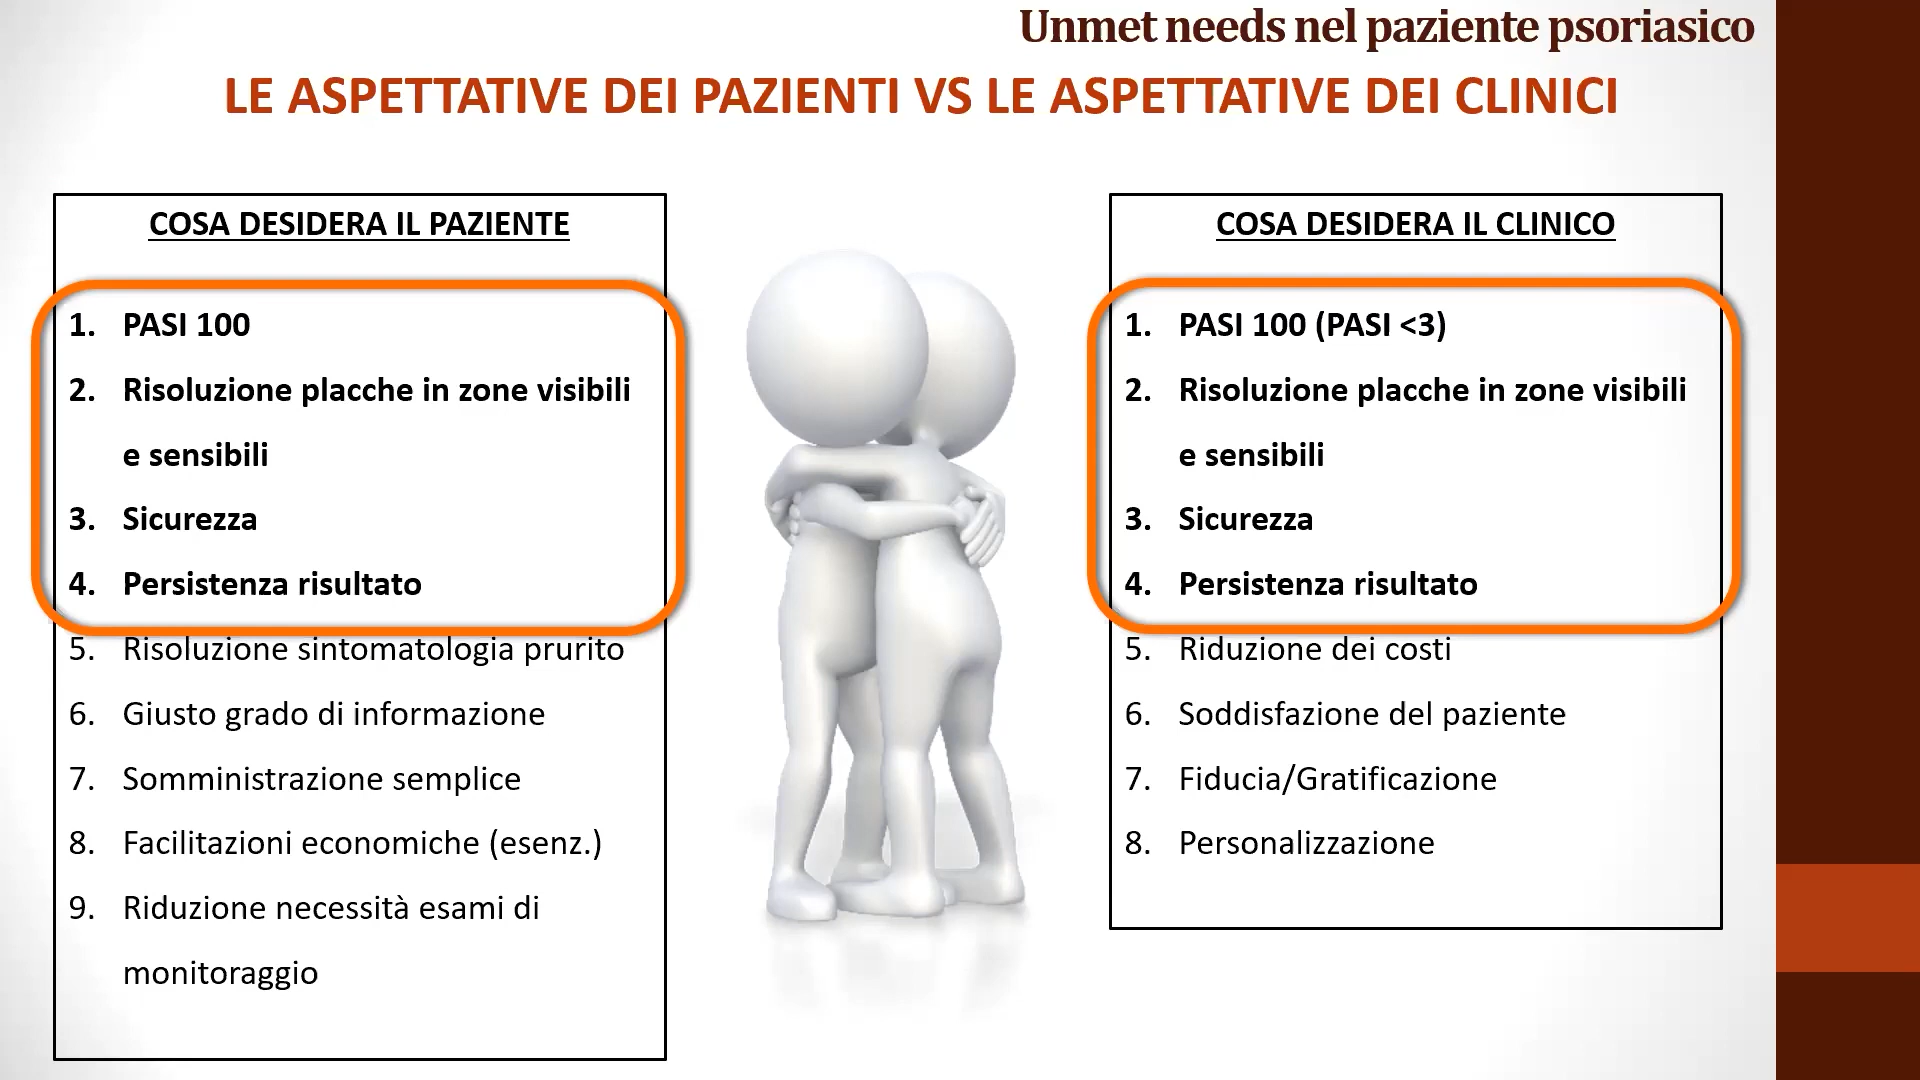 Unmet needs nel paziente psoriasico
LE ASPETTATIVE DEI PAZIENTI VS LE ASPETTATIVE DEI CLINICI
COSA DESIDERA IL PAZIENTE
1. PASI 100
2. Risoluzione placche in zone visibili
e sensibili
3. Sicurezza
4. Persistenza risultato
5. Risoluzione sintomatologia prurito
6. Giusto grado di informazione
7. Somministrazione semplice
8. Facilitazioni economiche (esenz.)
9. Riduzione necessità esami di
monitoraggio
COSA DESIDERA IL CLINICO
1. PASI 100 (PASI <3)
2. Risoluzione placche in zone visibili
e sensibili
3. Sicurezza
4. Persistenza risultato
5. Riduzione dei costi
6. Soddisfazione del paziente
7. Fiducia/Gratificazione
8. Personalizzazione